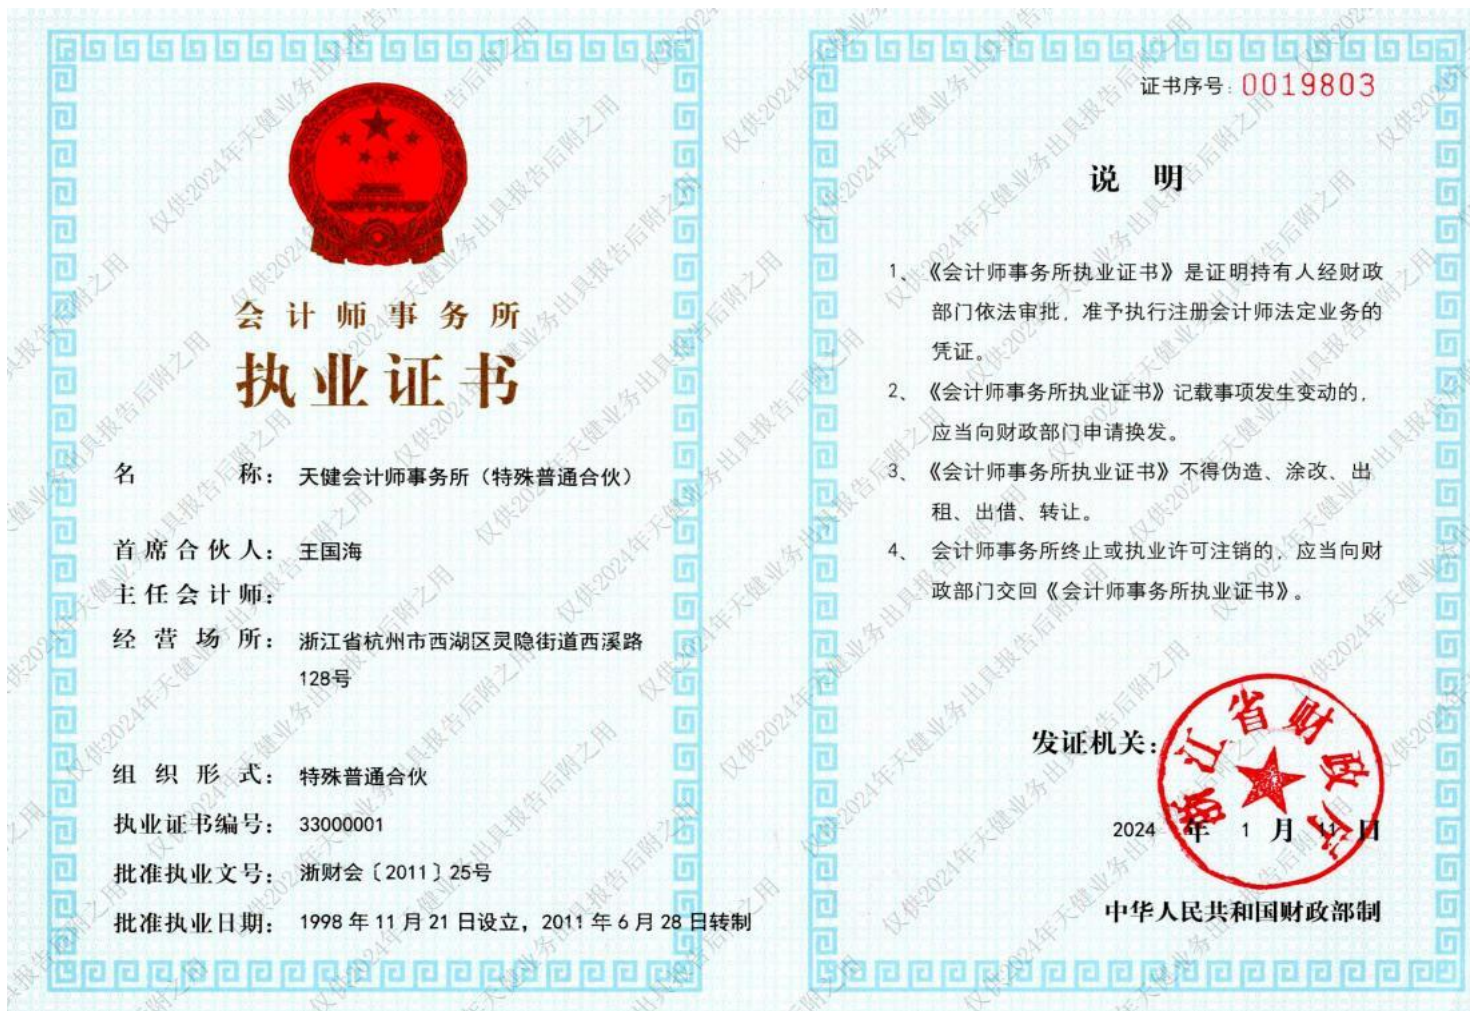 会计师事务所
执业证书
名称：天健会计师事务所（特殊普通合伙）
首席合伙人：王国海
主任会计师：
经营场所：浙江省杭州市西湖区灵隐街道西溪路
128号
组织形式：特殊普通合伙
执业证书编号：33000001
批准执业文号：浙财会〔2011〕25号
批准执业日期：1998年11月21日设立，2011年6月28日转制
证书序号：0019803
说明
1、《会计师事务所执业证书》是证明持有人经财政
部门依法审批，准予执行注册会计师法定业务的
凭证。
2、《会计师事务所执业证书》记载事项发生变动的，
应当向财政部门申请换发。
3、《会计师事务所执业证书》不得伪造、涂改、出
租、出借、转让。
4、会计师事务所终止或执业许可注销的，应当向财
政部门交回《会计师事务所执业证书》。
发证机关：
浙江省财政厅
2024年1月11日
中华人民共和国财政部制
仅供2024年天健业务出具报告后附之用